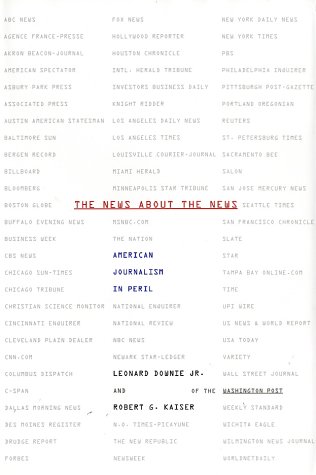 ABC NEWS FOX NEWS NEW YORK DAILY NEWS
AGENCE FRANCE-PRESSE HOLLYWOOD REPORTER NEW YORK TIMES
AKRON BEACON-JOURNAL HOUSTON CHRONICLE PBS
AMERICAN SPECTATOR INTL. HERALD TRIBUNE PHILADELPHIA INQUIRER
ASBURY PARK PRESS INVESTORS BUSINESS DAILY PITTSBURGH POST-GAZETTE
ASSOCIATED PRESS KNIGHT RIDDER PORTLAND OREGONIAN
AUSTIN AMERICAN STATESMAN LOS ANGELES DAILY NEWS REUTERS
BALTIMORE SUN LOS ANGELES TIMES ST. PETERSBURG TIMES
BERGEN RECORD LOUISVILLE COURIER-JOURNAL SACRAMENTO BEE
BILLBOARD MIAMI HERALD SALON
BLOOMBERG MINNEAPOLIS STAR TRIBUNE SAN JOSE MERCURY NEWS
BOSTON GLOBE THE NEWS ABOUT THE NEWS SEATTLE TIMES
BUFFALO EVENING NEWS MSNBC.COM SAN FRANCISCO CHRONICLE
BUSINESS WEEK THE NATION SLATE
CBS NEWS AMERICAN STAR
CHICAGO SUN-TIMES JOURNALISM TAMPA BAY ONLINE.COM
CHICAGO TRIBUNE IN PERIL TIME
CHRISTIAN SCIENCE MONITOR NATIONAL ENQUIRER UPI WIRE
CINCINNATI ENQUIRER NATIONAL REVIEW US NEWS & WORLD REPORT
CLEVELAND PLAIN DEALER NBC NEWS USA TODAY
CNN.COM NEWARK STAR-LEDGER VARIETY
COLUMBUS DISPATCH LEONARD DOWNIE JR. WALL STREET JOURNAL
C-SPAN AND OF THE WASHINGTON POST
DALLAS MORNING NEWS ROBERT G. KAISER WEEKLY STANDARD
DES MOINES REGISTER N.O. TIMES-PICAYUNE WICHITA EAGLE
DRUDGE REPORT THE NEW REPUBLIC WILMINGTON NEWS JOURNAL
FORBES NEWSWEEK WORLDNETDAILY